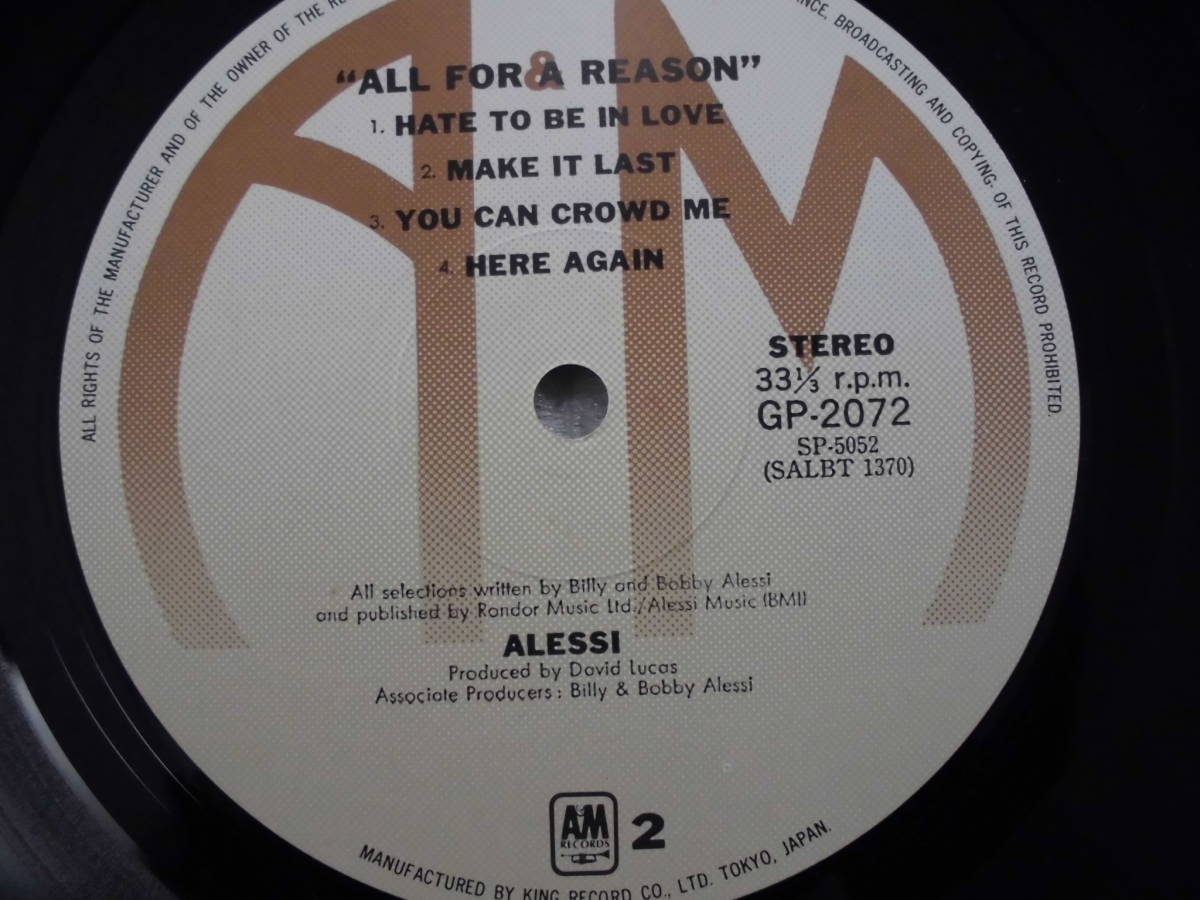 ALL RIGHTS OF THE MANUFACTURER AND OF THE OWNER OF THE
BROADCASTING AND COPYING. OF THIS RECORD PROHIBITED.
&
"ALL FOR A REASON"
1. HATE TO BE IN LOVE
2. MAKE IT LAST
3. YOU CAN CROWD ME
4. HERE AGAIN
STEREO
33⅓ r.p.m.
GP-2072
SP-5052
(SALBT 1370)
All selections written by Billy and Bobby Alessi
and published by Rondor Music Ltd./Alessi Music (BMI)
ALESSI
Produced by David Lucas
Associate Producers: Billy & Bobby Alessi
A&M
RECORDS
2
MANUFACTURED BY KING RECORD CO., LTD. TOKYO, JAPAN.